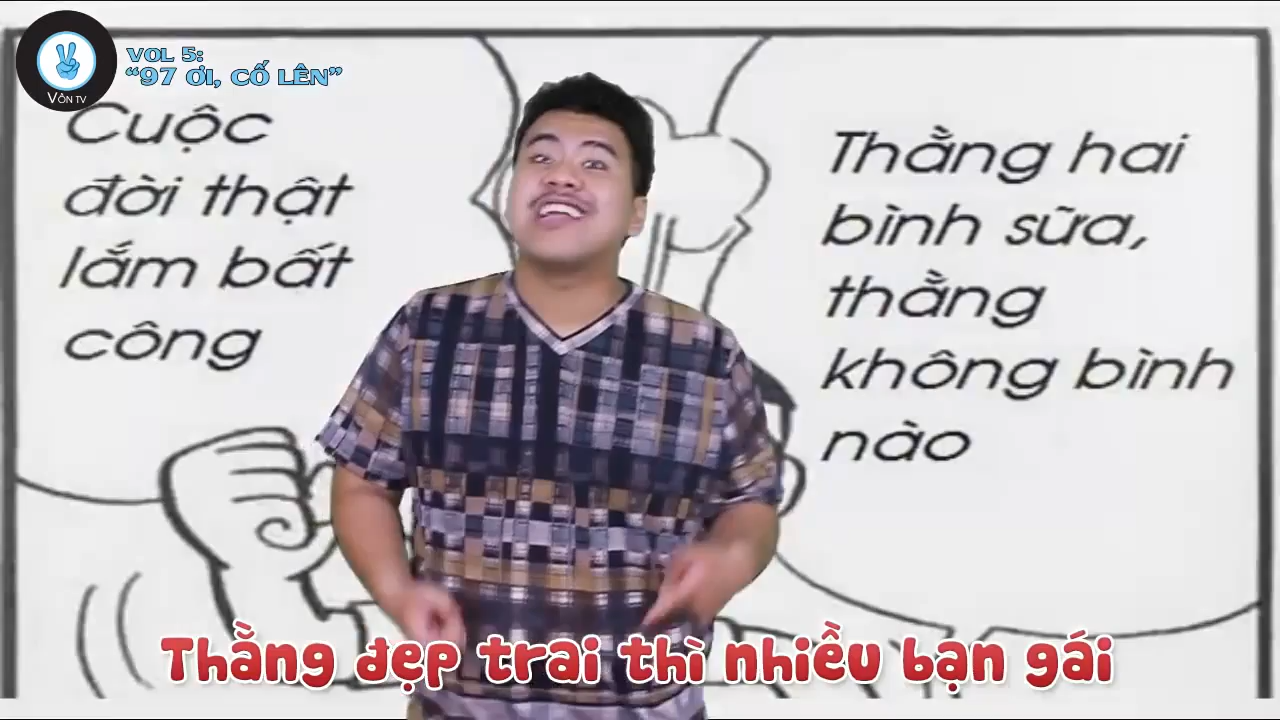 VOL 5:
“97 ƠI, CỐ LÊN”
VÔN TV
Cuộc
đời thật
lắm bất
công
Thằng hai
bình sữa,
thằng
không bình
nào
Thằng đẹp trai thì nhiều bạn gái